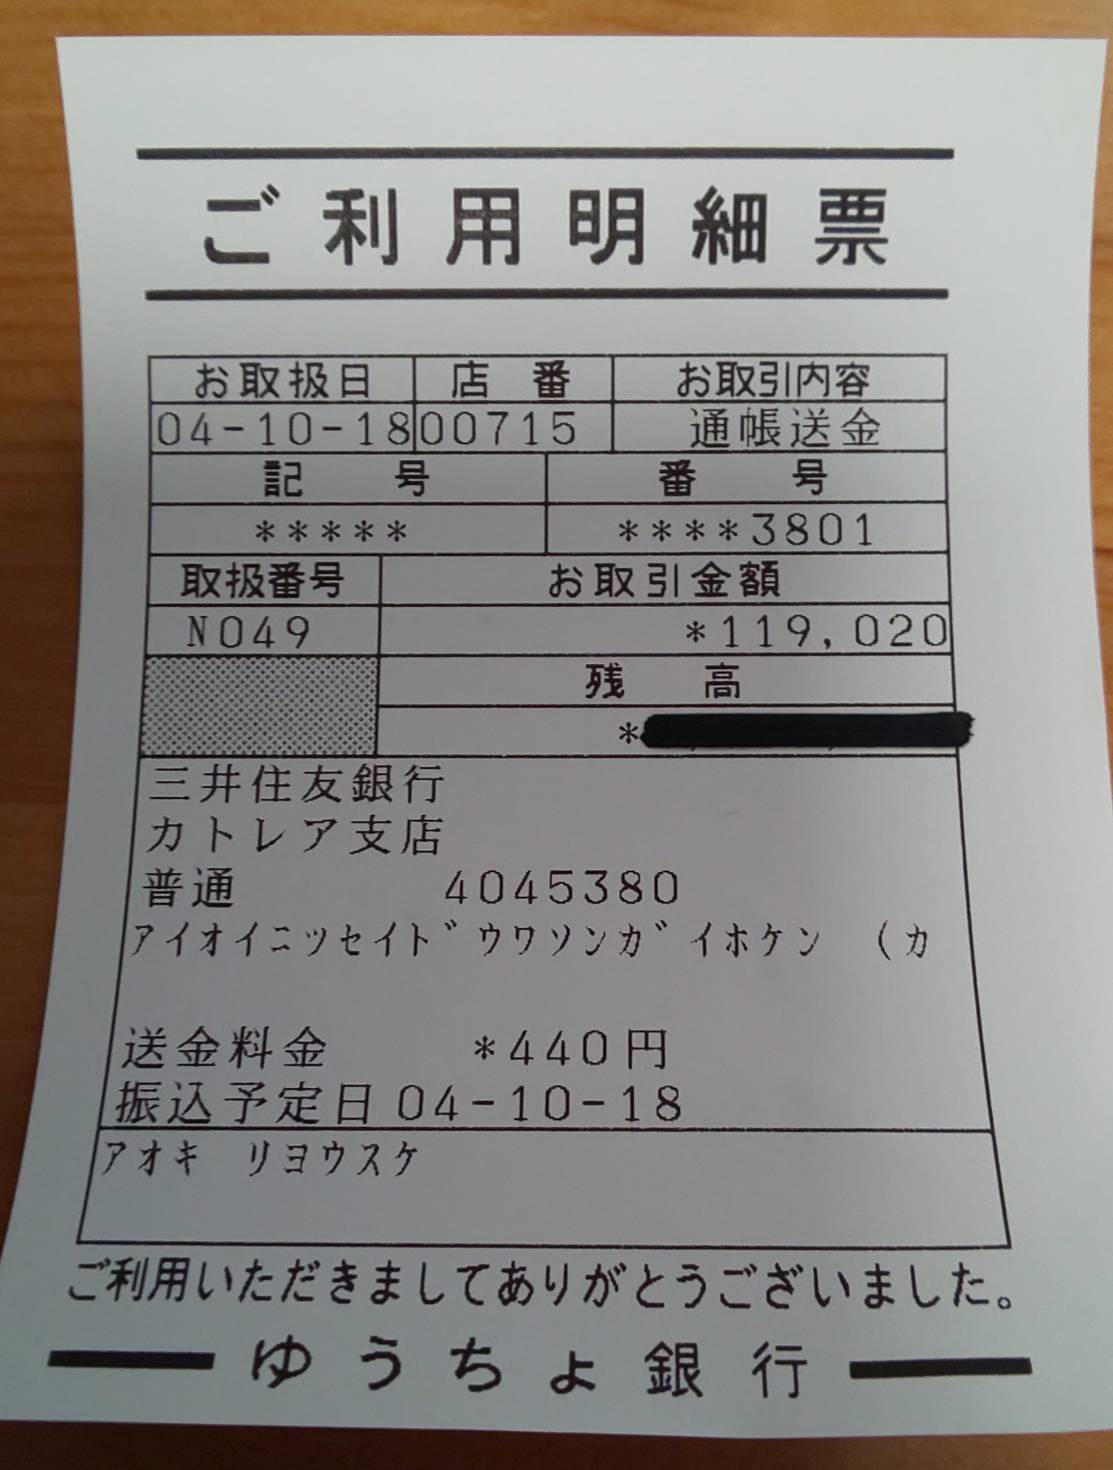 ご利用明細票
お取扱日 店番 お取引内容
04-10-18 00715 通帳送金
記号 番号
***** ****3801
取扱番号 お取引金額
N049 *119,020
残高
*
三井住友銀行
カトレア支店
普通 4045380
アイオイニツセイドウワソンガイホケン (カ
送金料金 *440円
振込予定日 04-10-18
アオキ リヨウスケ
ご利用いただきましてありがとうございました。
ゆうちょ銀行